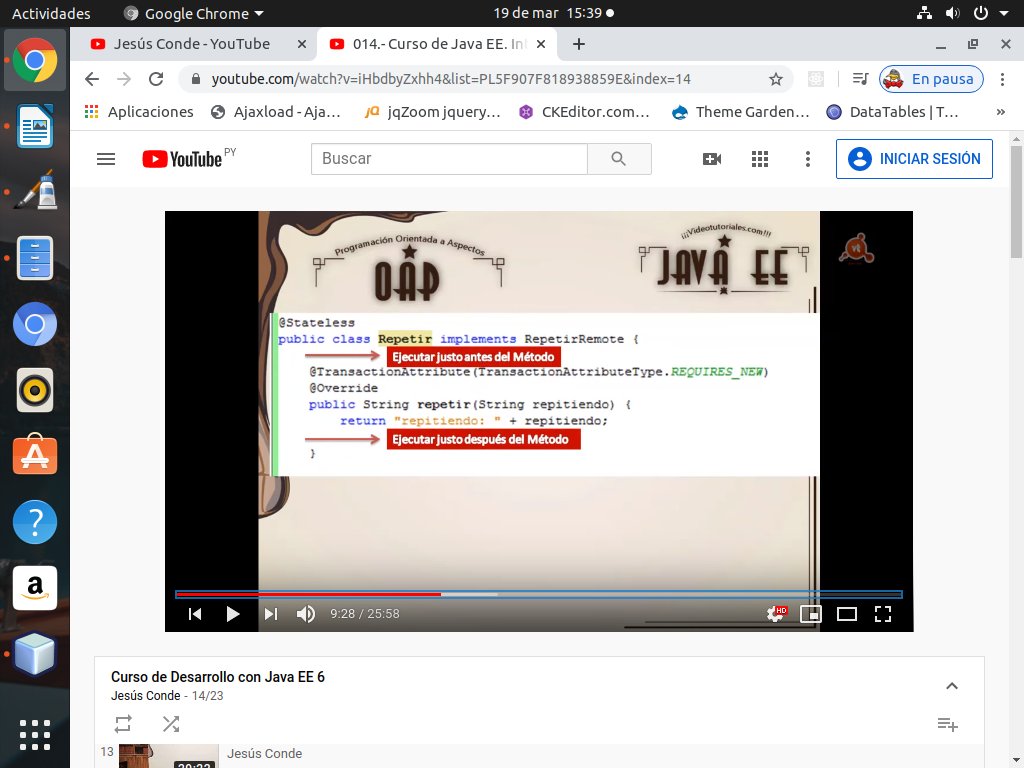 Actividades
Google Chrome
19 de mar 15:39
Jesús Conde - YouTube
014.- Curso de Java EE. Int
youtube.com/watch?v=iHbdbyZxhh4&list=PL5F907F818938859E&index=14
En pausa
Aplicaciones
Ajaxload - Aja...
jQ
jqZoom jquery...
CKEditor.com...
Theme Garden...
DataTables | T...
»
YouTube PY
Buscar
INICIAR SESIÓN
Programación Orientada a Aspectos
OAP
¡¡¡Videotutoriales.com!!!
JAVA EE
vt
@Stateless
public class Repetir implements RepetirRemote {
Ejecutar justo antes del Método
@TransactionAttribute(TransactionAttributeType.REQUIRES_NEW)
@Override
public String repetir(String repitiendo) {
return "repitiendo: " + repitiendo;
Ejecutar justo después del Método
}
9:28 / 25:58
HD
Curso de Desarrollo con Java EE 6
Jesús Conde - 14/23
13
Jesús Conde